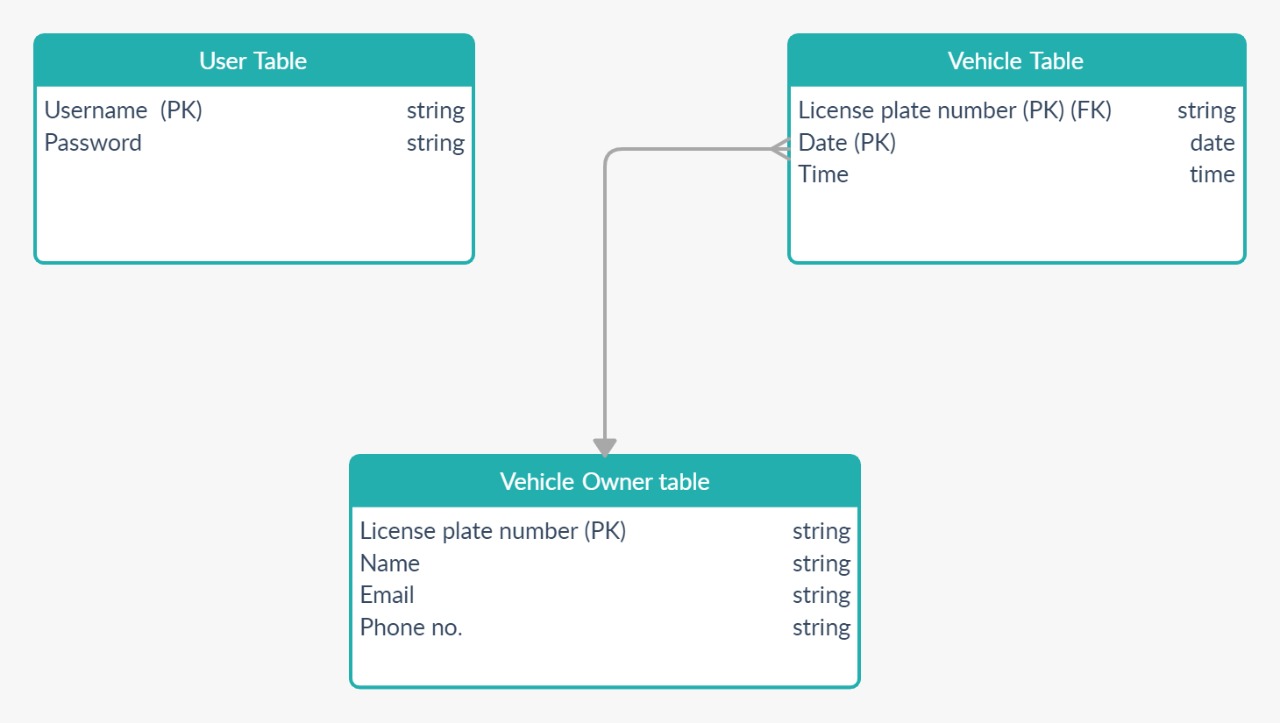 User Table
Username (PK) string
Password string
Vehicle Table
License plate number (PK) (FK) string
Date (PK) date
Time time
Vehicle Owner table
License plate number (PK) string
Name string
Email string
Phone no. string